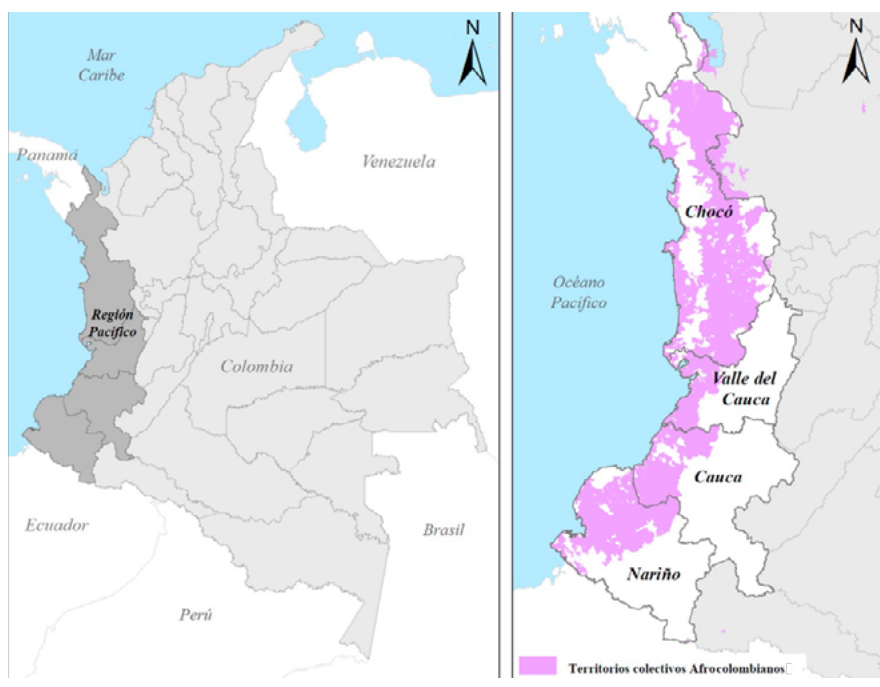 N
Mar
Caribe
Panamá
Venezuela
Región
Pacífico
Colombia
Ecuador
Brasil
Perú
N
Chocó
Océano
Pacífico
Valle del
Cauca
Cauca
Nariño
Territorios colectivos Afrocolombianos